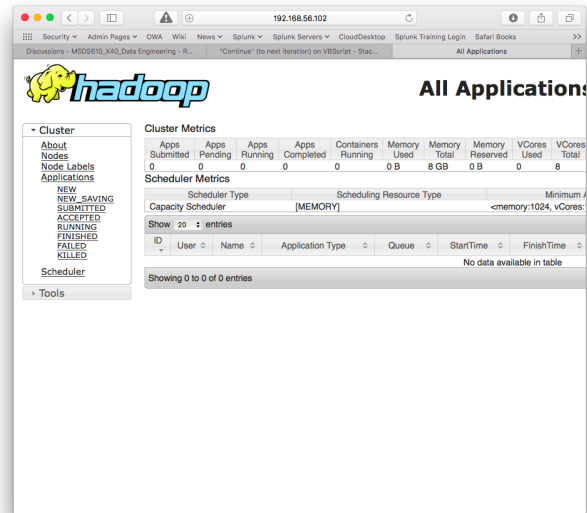 192.168.56.102
Security Admin Pages OWA Wiki News Splunk Splunk Servers CloudDesktop Splunk Training Login Safari Books >>
Discussions - MSDS610_X40_Data Engineering - R... "Continue" (to next iteration) on VBScript - Stac... All Applications +
hadoop
All Applications
Cluster
About
Nodes
Node Labels
Applications
NEW
NEW_SAVING
SUBMITTED
ACCEPTED
RUNNING
FINISHED
FAILED
KILLED
Scheduler
Tools
Cluster Metrics
Apps Submitted Apps Pending Apps Running Apps Completed Containers Running Memory Used Memory Total Memory Reserved VCores Used VCores Total
0 0 0 0 0 0 B 8 GB 0 B 0 8
Scheduler Metrics
Scheduler Type Scheduling Resource Type Minimum A
Capacity Scheduler [MEMORY] <memory:1024, vCores:
Show 20 entries
ID User Name Application Type Queue StartTime FinishTime
No data available in table
Showing 0 to 0 of 0 entries